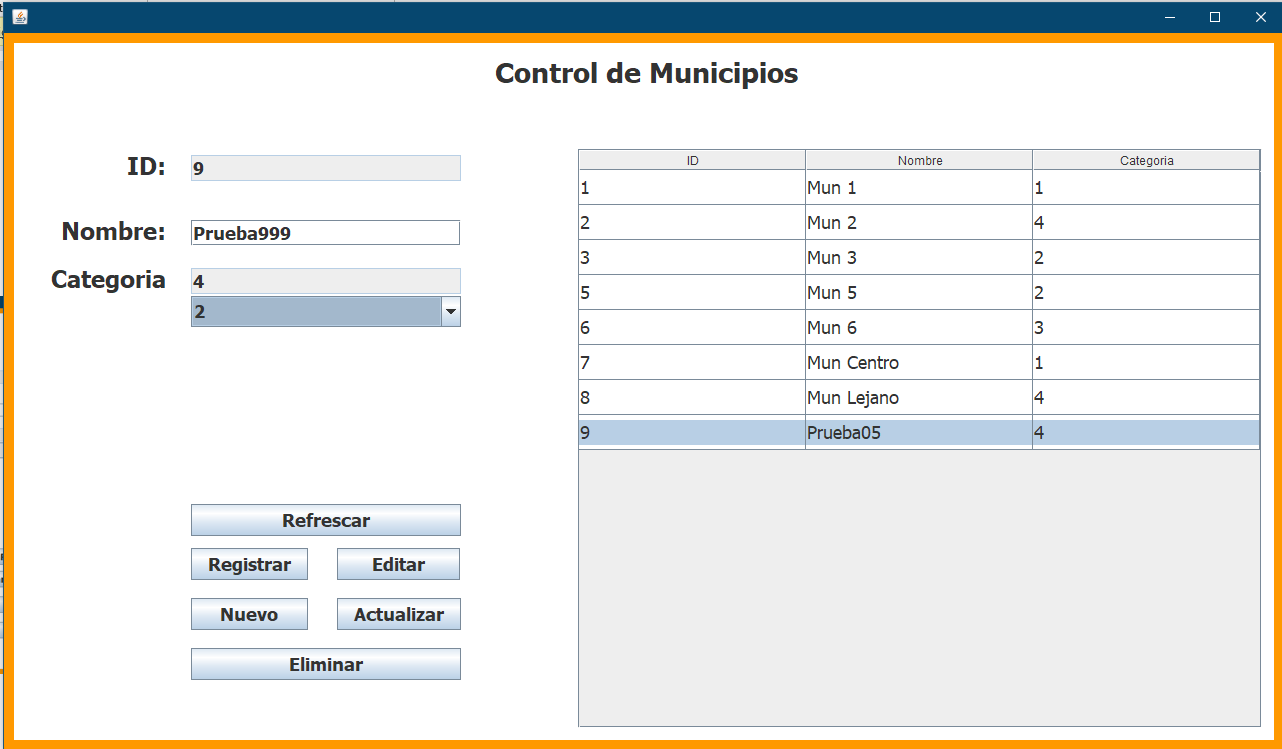 Control de Municipios
ID: 9
Nombre: Prueba999
Categoria 4
2
Refrescar
Registrar Editar
Nuevo Actualizar
Eliminar
ID Nombre Categoria
1 Mun 1 1
2 Mun 2 4
3 Mun 3 2
5 Mun 5 2
6 Mun 6 3
7 Mun Centro 1
8 Mun Lejano 4
9 Prueba05 4